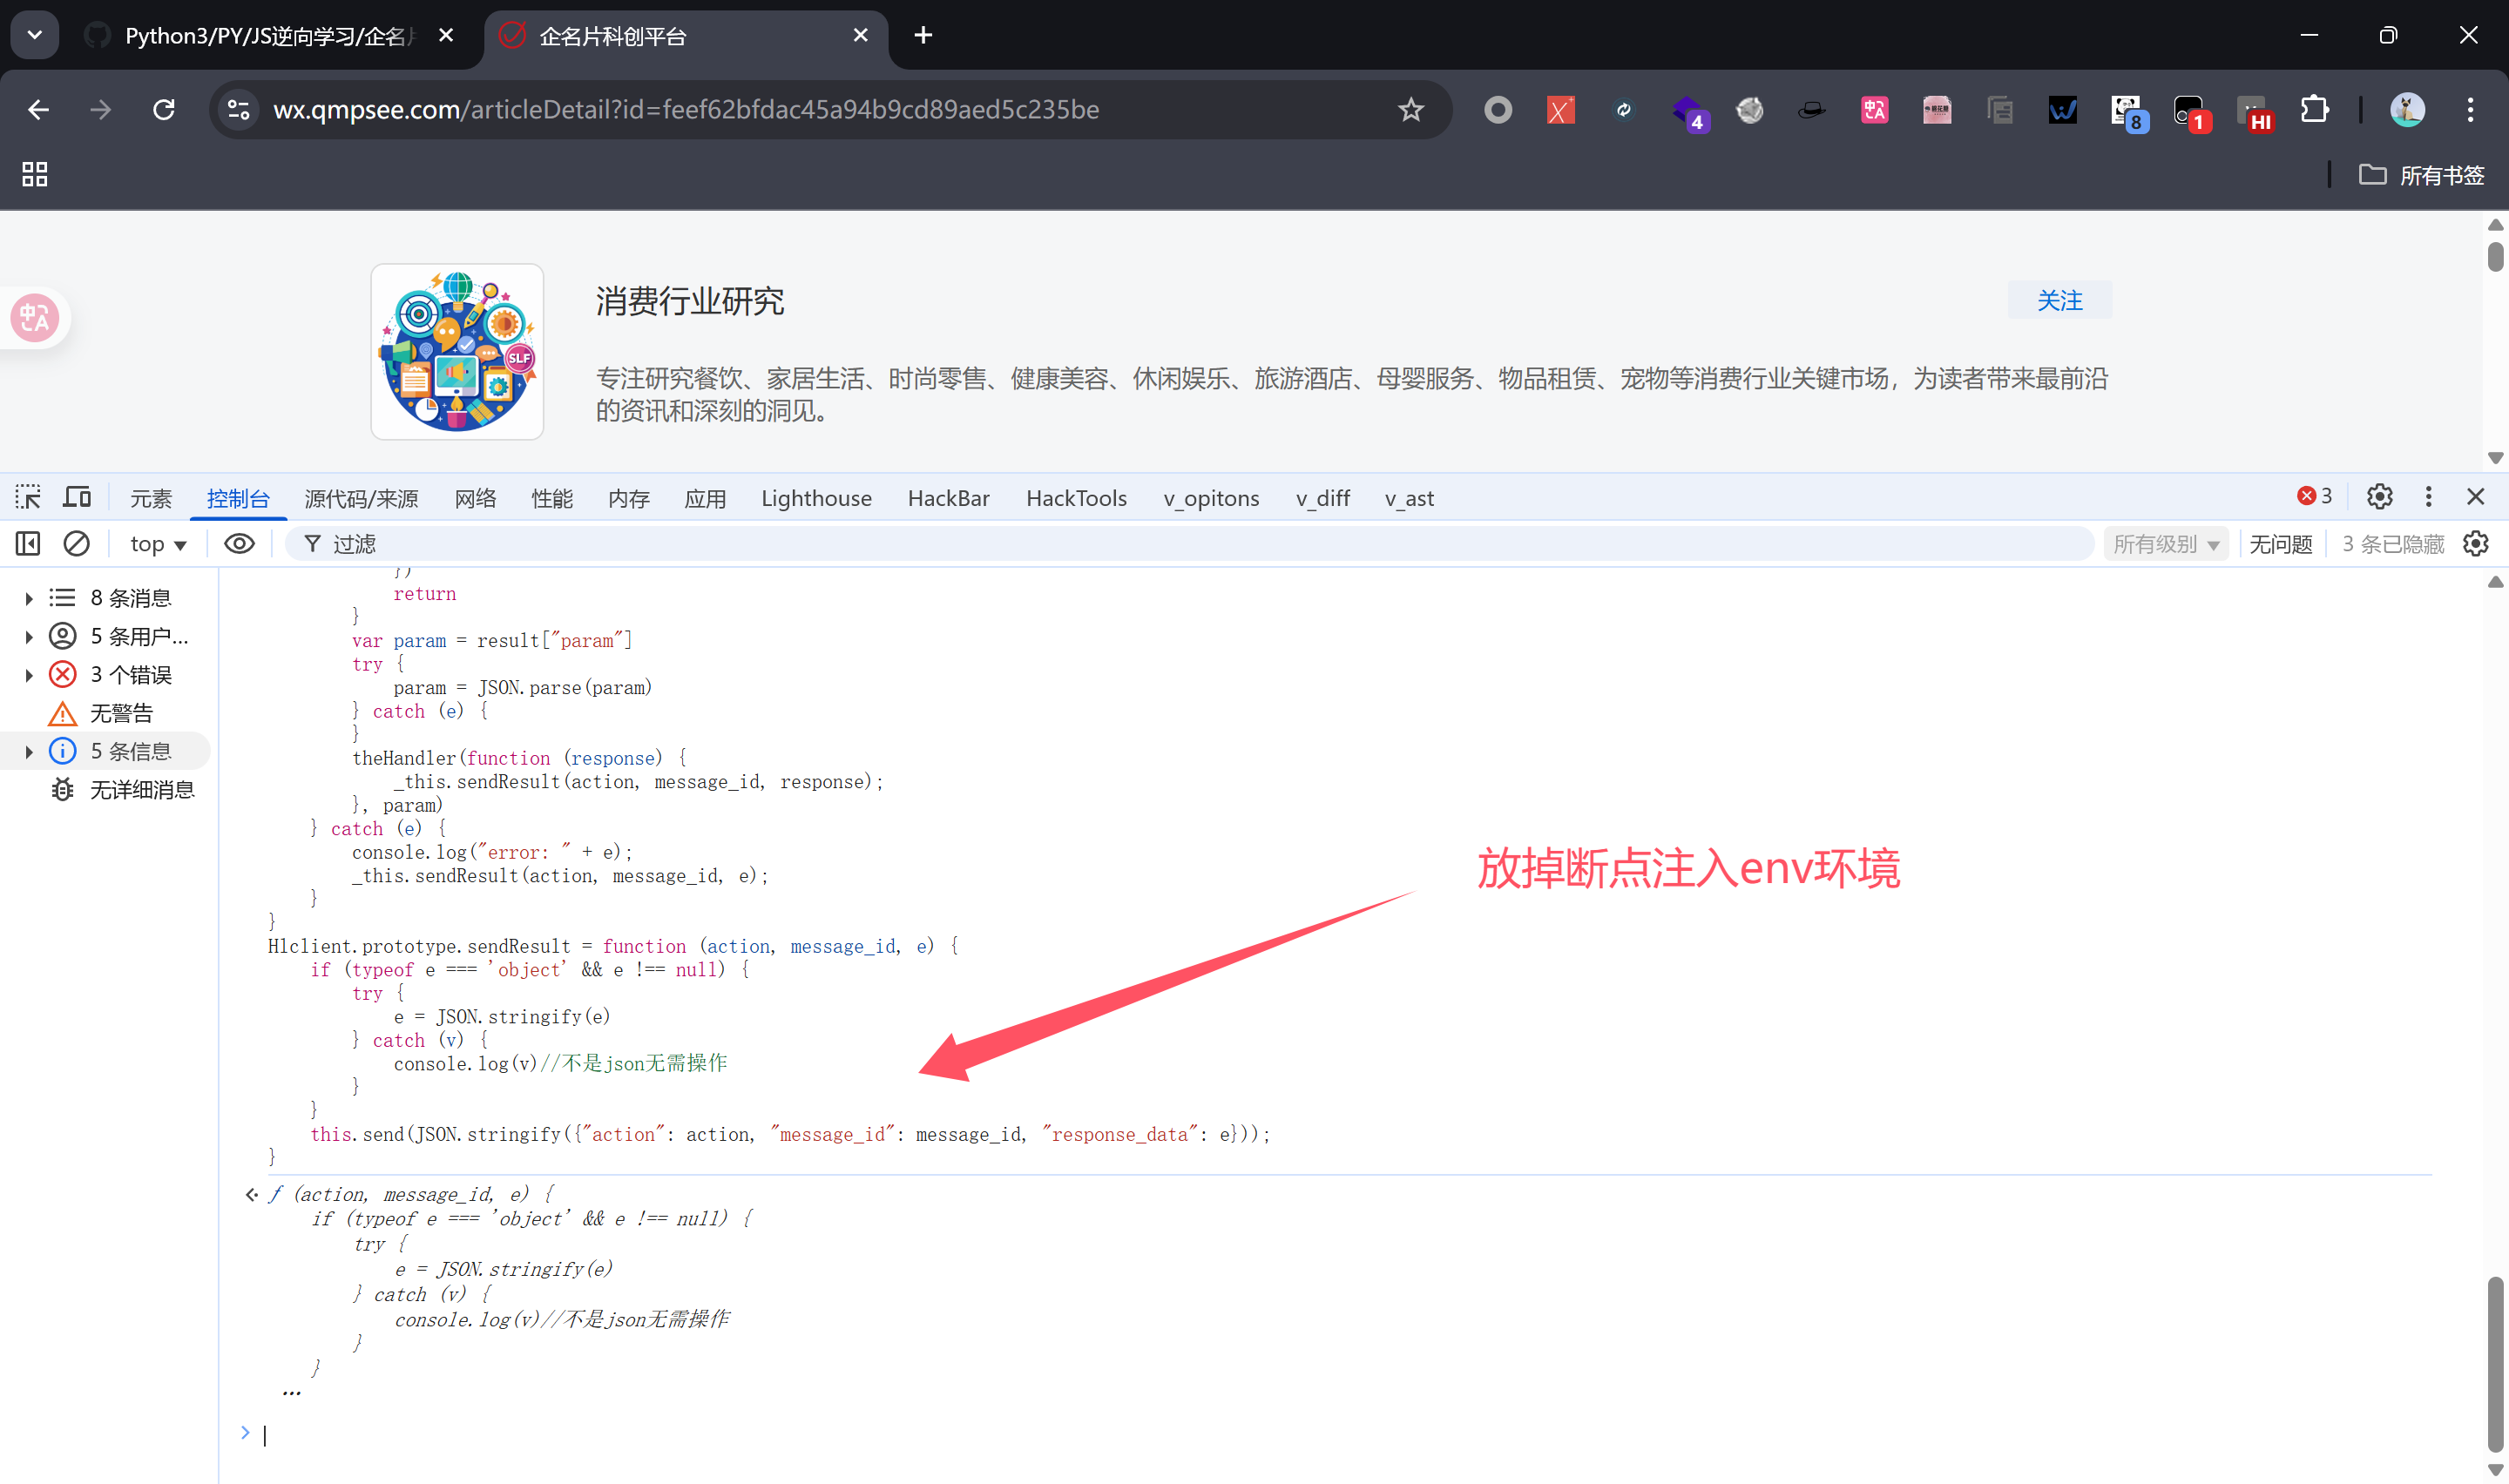 Python3/PY/JS逆向学习/企名片
企名片科创平台
wx.qmpsee.com/articleDetail?id=feef62bfdac45a94b9cd89aed5c235be
4
8
1
HI
所有书签
消费行业研究
关注
SLF
专注研究餐饮、家居生活、时尚零售、健康美容、休闲娱乐、旅游酒店、母婴服务、物品租赁、宠物等消费行业关键市场，为读者带来最前沿
的资讯和深刻的洞见。
元素 控制台 源代码/来源 网络 性能 内存 应用 Lighthouse HackBar HackTools v_opitons v_diff v_ast 3
top 过滤 所有级别 无问题 3 条已隐藏
8 条消息
5 条用户...
3 个错误
无警告
5 条信息
无详细消息
})
return
}
var param = result["param"]
try {
param = JSON.parse(param)
} catch (e) {
}
theHandler(function (response) {
_this.sendResult(action, message_id, response);
}, param)
} catch (e) {
console.log("error: " + e);
_this.sendResult(action, message_id, e);
}
}
Hlclient.prototype.sendResult = function (action, message_id, e) {
if (typeof e === 'object' && e !== null) {
try {
e = JSON.stringify(e)
} catch (v) {
console.log(v)//不是json无需操作
}
}
this.send(JSON.stringify({"action": action, "message_id": message_id, "response_data": e}));
}
放掉断点注入env环境
ƒ (action, message_id, e) {
if (typeof e === 'object' && e !== null) {
try {
e = JSON.stringify(e)
} catch (v) {
console.log(v)//不是json无需操作
}
}
...